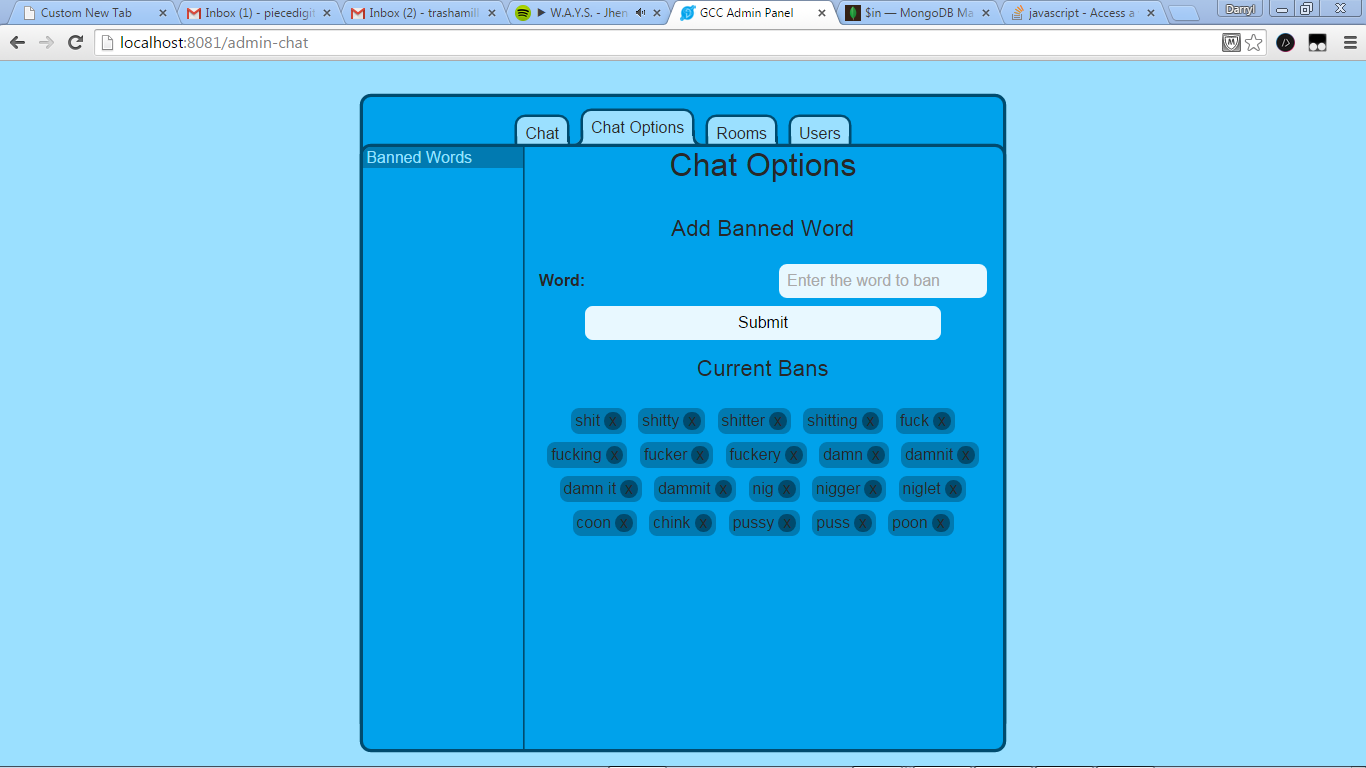 Custom New Tab
Inbox (1) - piecedigit
Inbox (2) - trashamill
W.A.Y.S. - Jhen
GCC Admin Panel
$in — MongoDB Ma
javascript - Access a
Darryl
localhost:8081/admin-chat
Chat
Chat Options
Rooms
Users
Banned Words
Chat Options
Add Banned Word
Word:
Enter the word to ban
Submit
Current Bans
shit x shitty x shitter x shitting x fuck x
fucking x fucker x fuckery x damn x damnit x
damn it x dammit x nig x nigger x niglet x
coon x chink x pussy x puss x poon x